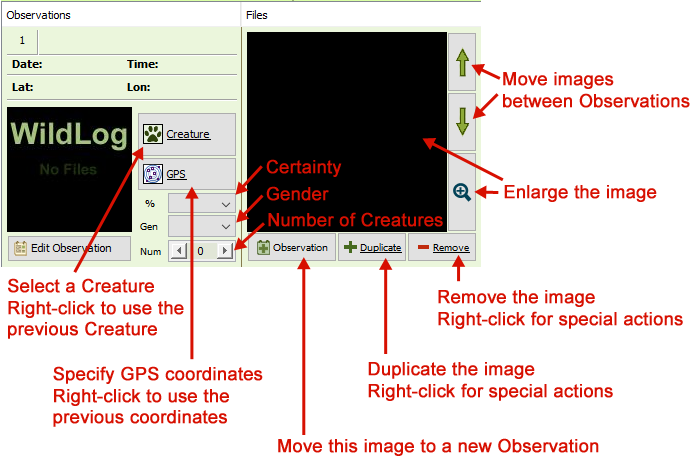 Observations
Files
1
Date:
Time:
Lat:
Lon:
WildLog
No Files
Creature
GPS
%
Gen
Num
0
Edit Observation
Observation
Duplicate
Remove
Move images
between Observations
Enlarge the image
Certainty
Gender
Number of Creatures
Select a Creature
Right-click to use the
previous Creature
Remove the image
Right-click for special actions
Specify GPS coordinates
Right-click to use the
previous coordinates
Duplicate the image
Right-click for special actions
Move this image to a new Observation